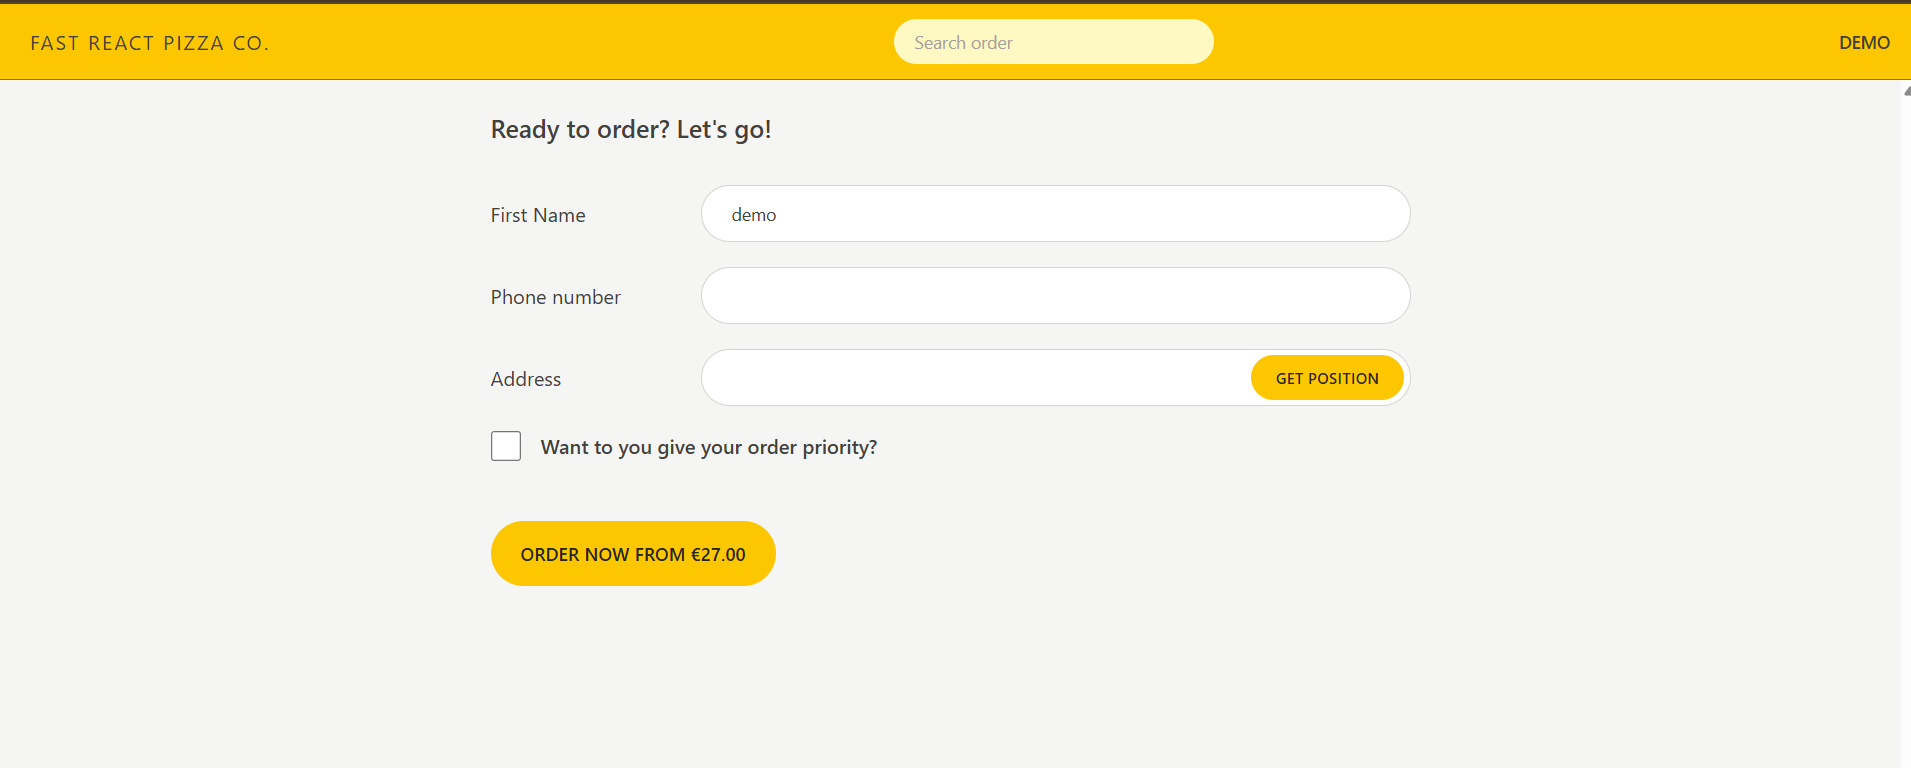 FAST REACT PIZZA CO.
Search order
DEMO
Ready to order? Let's go!
First Name
demo
Phone number
Address
GET POSITION
Want to you give your order priority?
ORDER NOW FROM €27.00